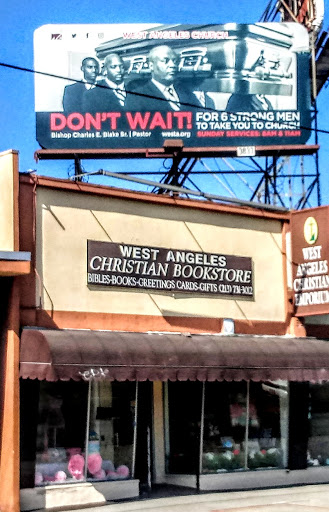 WEST ANGELES CHURCH
DON'T WAIT! FOR 6 STRONG MEN
TO TAKE YOU TO CHURCH
Bishop Charles E. Blake Sr. | Pastor westa.org SUNDAY SERVICES: 8AM & 11AM
WEST ANGELES
CHRISTIAN BOOKSTORE
BIBLES-BOOKS-GREETINGS CARDS-GIFTS
WEST
ANGELES
CHRISTIAN
EMPORIUM